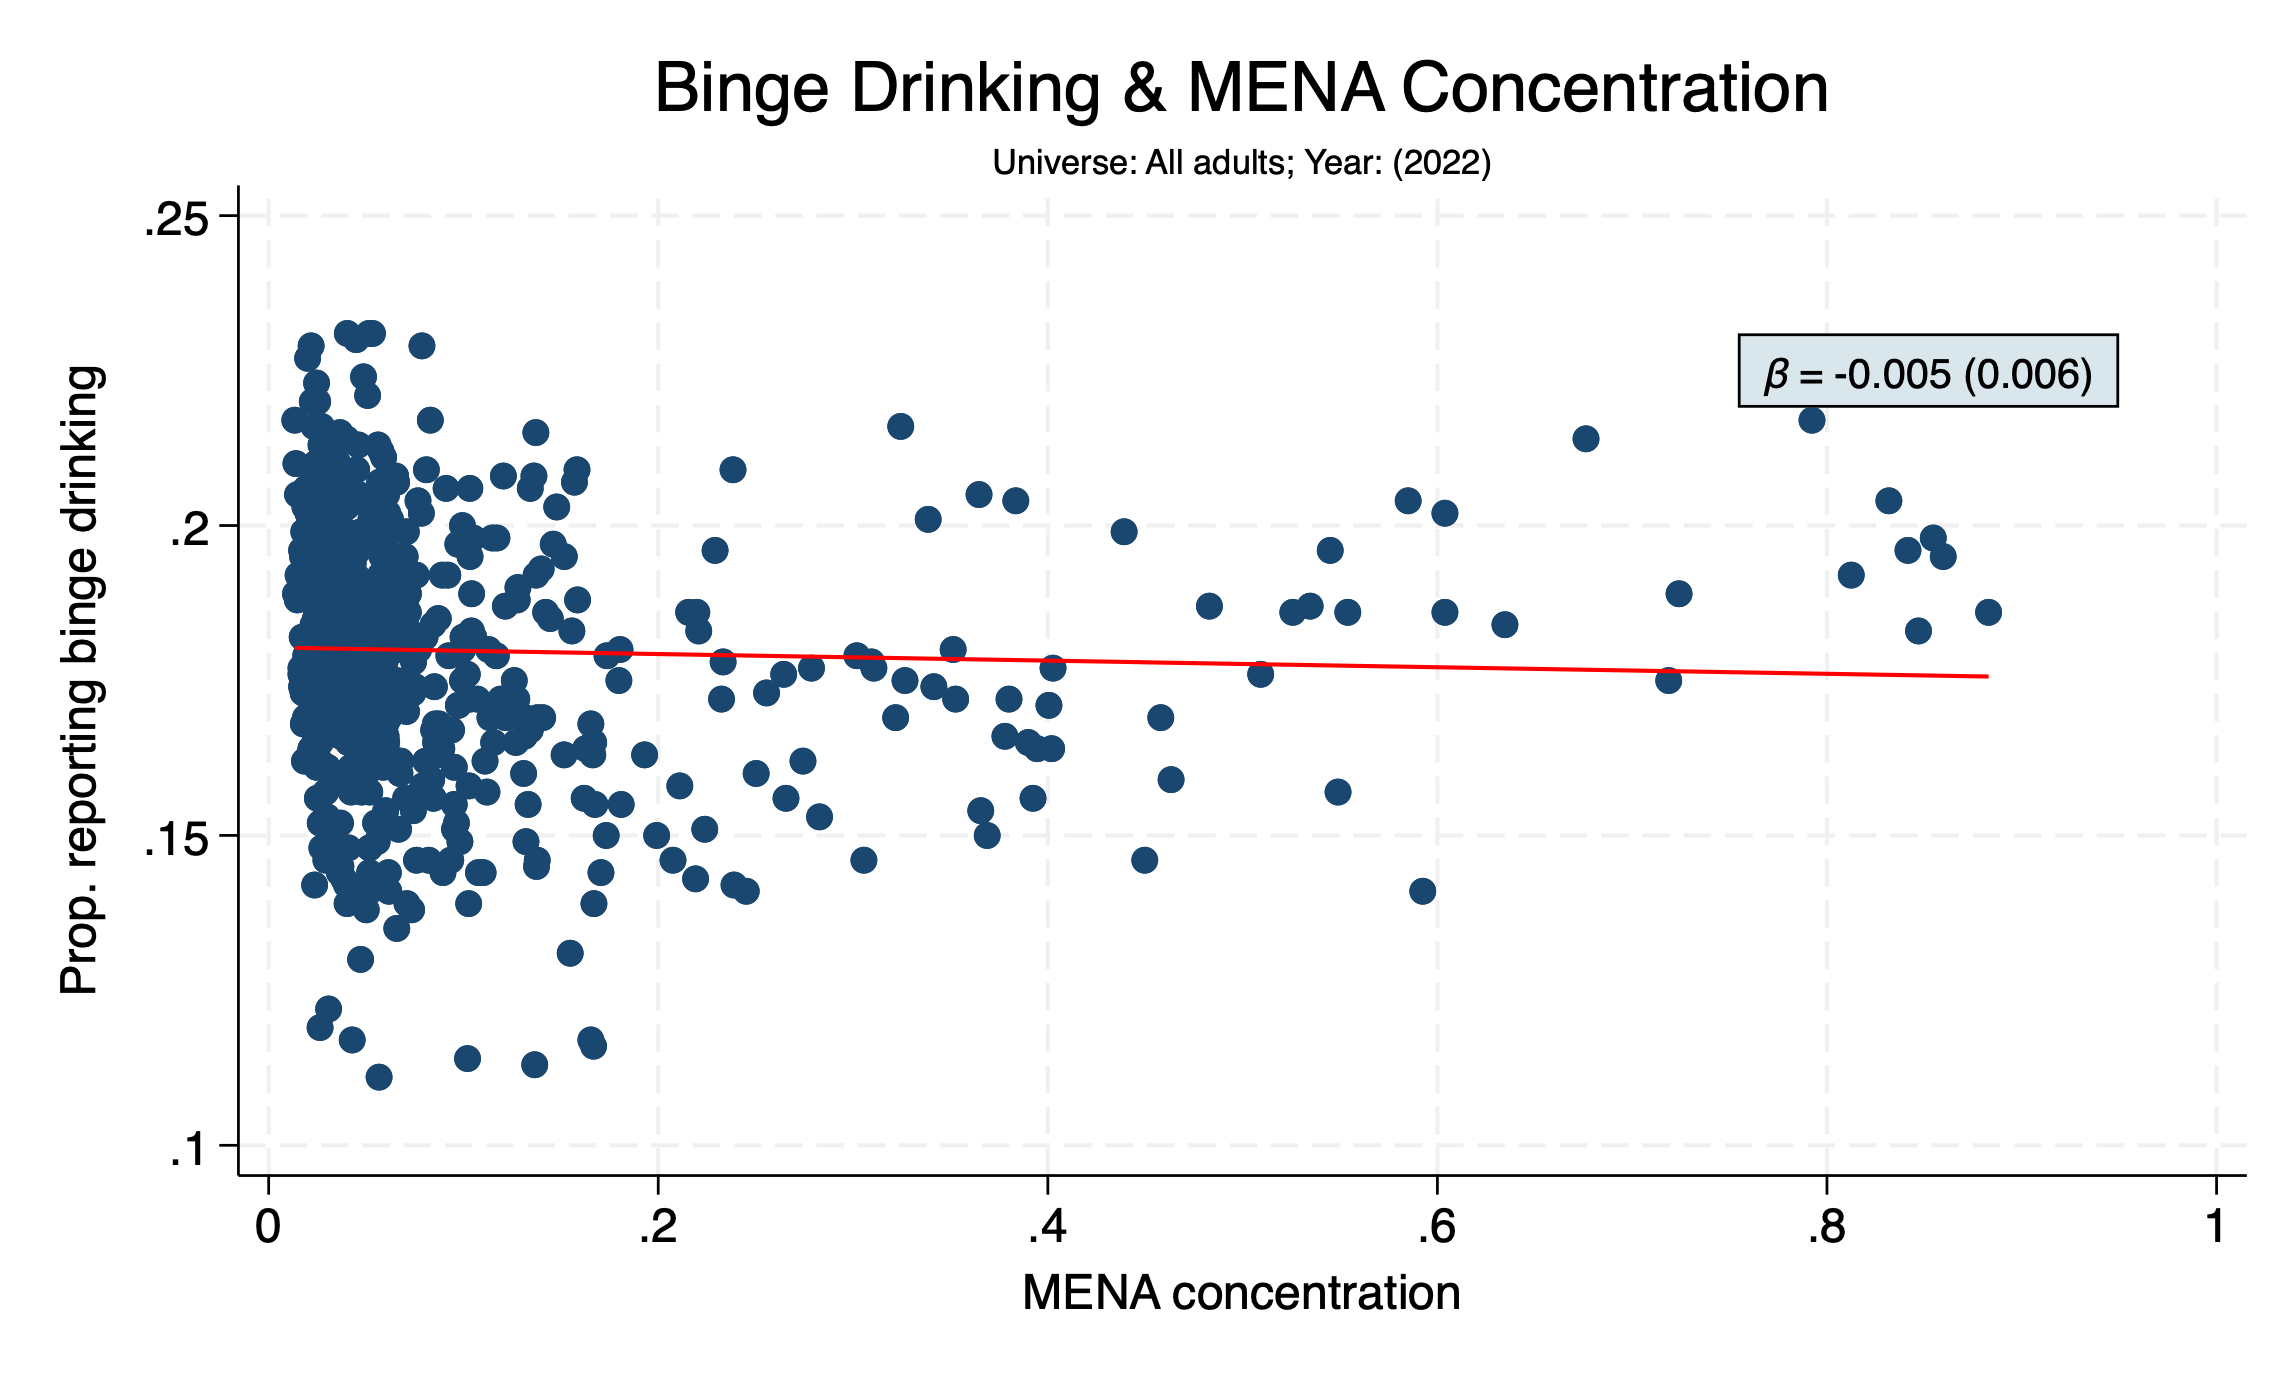 Binge Drinking & MENA Concentration
Universe: All adults; Year: (2022)
Prop. reporting binge drinking
.25
.2
.15
.1
β = -0.005 (0.006)
0 .2 .4 .6 .8 1
MENA concentration